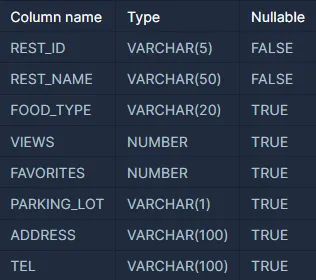 Column name Type Nullable
REST_ID VARCHAR(5) FALSE
REST_NAME VARCHAR(50) FALSE
FOOD_TYPE VARCHAR(20) TRUE
VIEWS NUMBER TRUE
FAVORITES NUMBER TRUE
PARKING_LOT VARCHAR(1) TRUE
ADDRESS VARCHAR(100) TRUE
TEL VARCHAR(100) TRUE